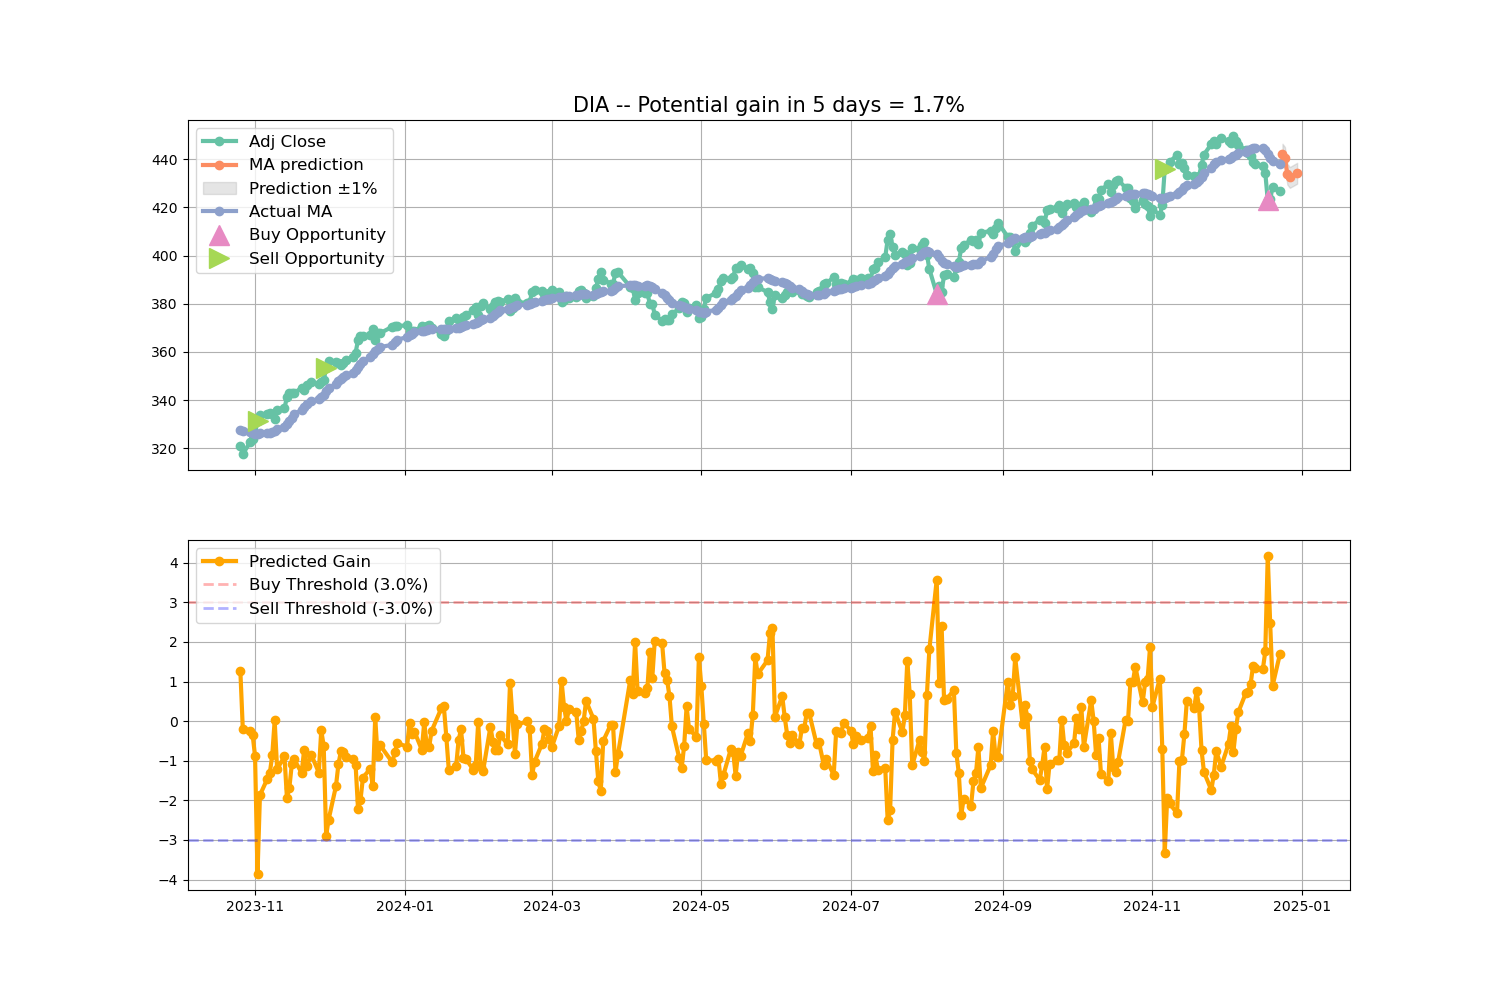 DIA -- Potential gain in 5 days = 1.7%
Adj Close
MA prediction
Prediction ±1%
Actual MA
Buy Opportunity
Sell Opportunity
440
420
400
380
360
340
320
Predicted Gain
Buy Threshold (3.0%)
Sell Threshold (-3.0%)
4
3
2
1
0
−1
−2
−3
−4
2023-11
2024-01
2024-03
2024-05
2024-07
2024-09
2024-11
2025-01